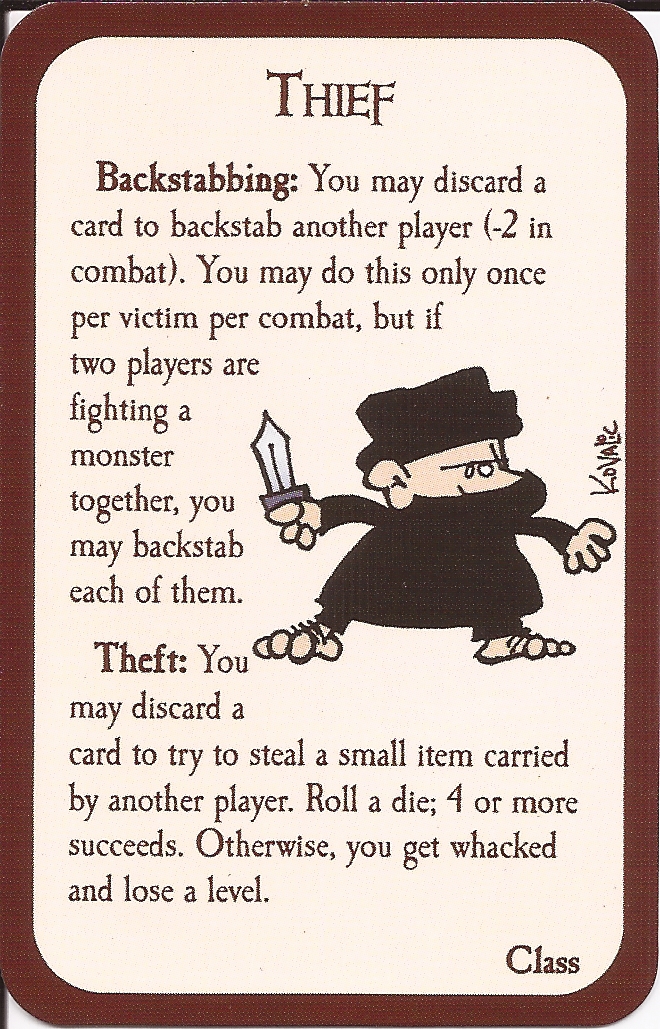 THIEF
Backstabbing: You may discard a
card to backstab another player (-2 in
combat). You may do this only once
per victim per combat, but if
two players are
fighting a
monster
together, you
may backstab
each of them.
KOVALIC
Theft: You
may discard a
card to try to steal a small item carried
by another player. Roll a die; 4 or more
succeeds. Otherwise, you get whacked
and lose a level.
Class